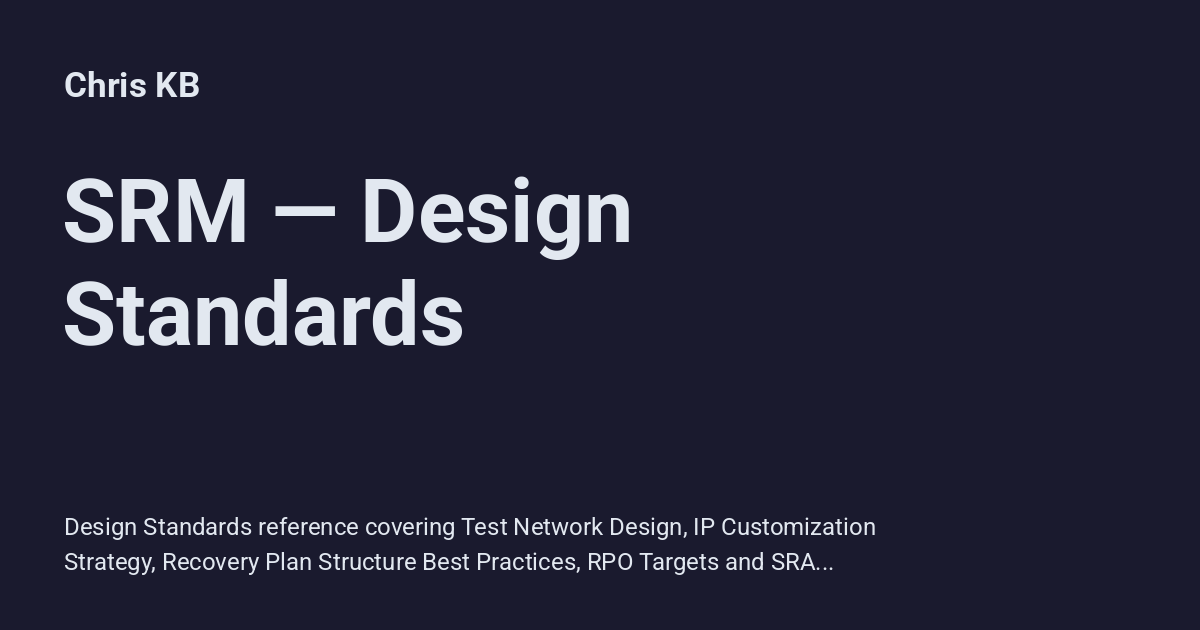 Chris KB
SRM — Design
Standards
Design Standards reference covering Test Network Design, IP Customization
Strategy, Recovery Plan Structure Best Practices, RPO Targets and SRA...